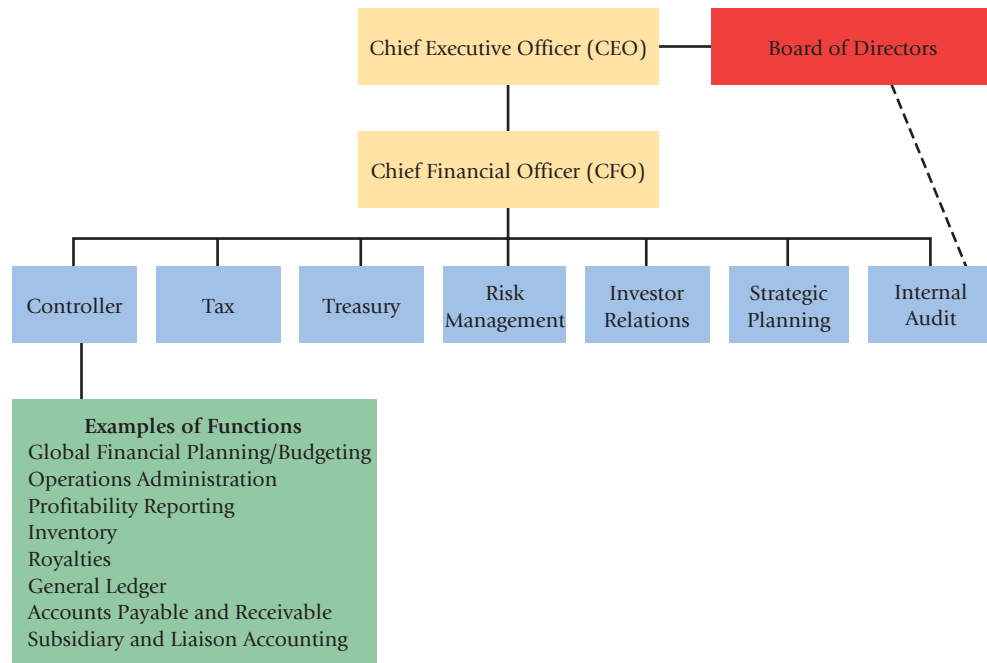 Chief Executive Officer (CEO)
Board of Directors
Chief Financial Officer (CFO)
Controller
Tax
Treasury
Risk
Management
Investor
Relations
Strategic
Planning
Internal
Audit
Examples of Functions
Global Financial Planning/Budgeting
Operations Administration
Profitability Reporting
Inventory
Royalties
General Ledger
Accounts Payable and Receivable
Subsidiary and Liaison Accounting